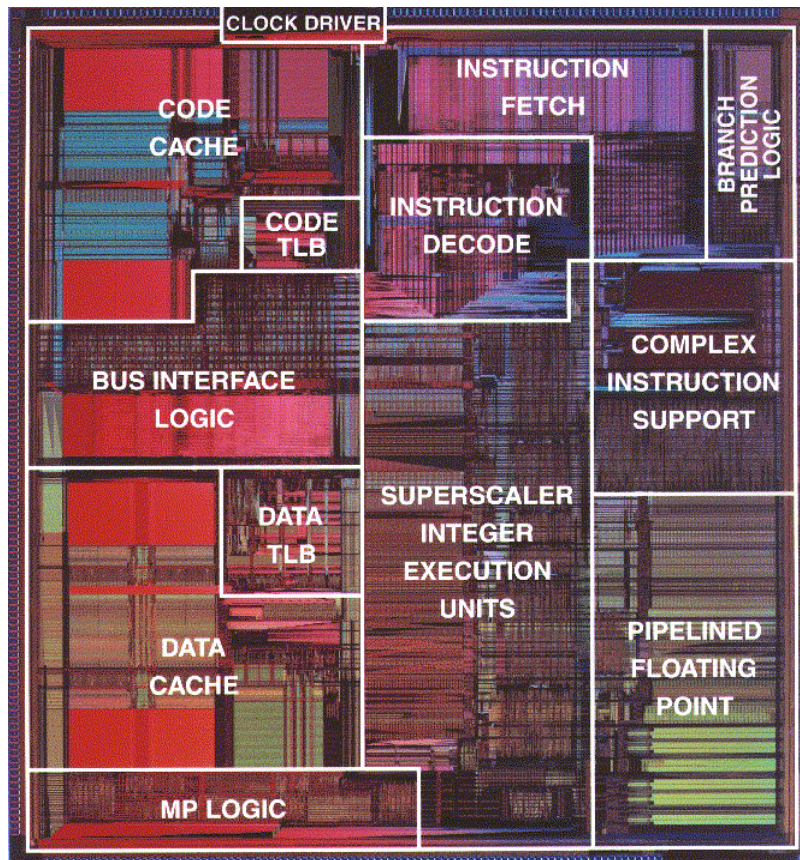 CLOCK DRIVER
CODE
CACHE
INSTRUCTION
FETCH
BRANCH
PREDICTION
LOGIC
CODE
TLB
INSTRUCTION
DECODE
BUS INTERFACE
LOGIC
COMPLEX
INSTRUCTION
SUPPORT
DATA
TLB
SUPERSCALER
INTEGER
EXECUTION
UNITS
DATA
CACHE
PIPELINED
FLOATING
POINT
MP LOGIC